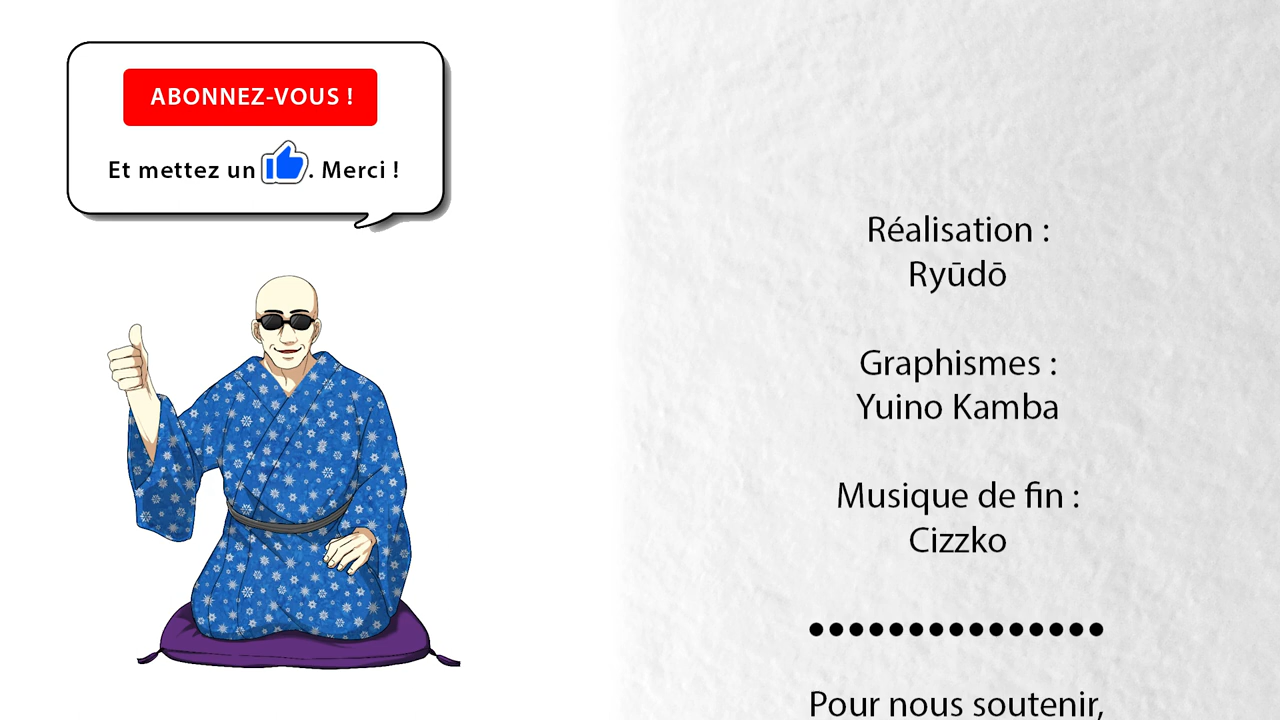 ABONNEZ-VOUS !
Et mettez un . Merci !
Réalisation :
Ryūdō
Graphismes :
Yuino Kamba
Musique de fin :
Cizzko
Pour nous soutenir,